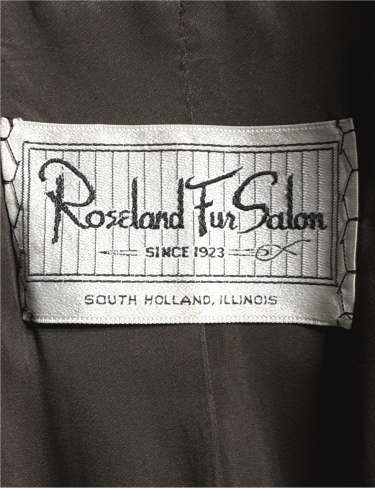 Roseland Fur Salon
SINCE 1923
SOUTH HOLLAND, ILLINOIS